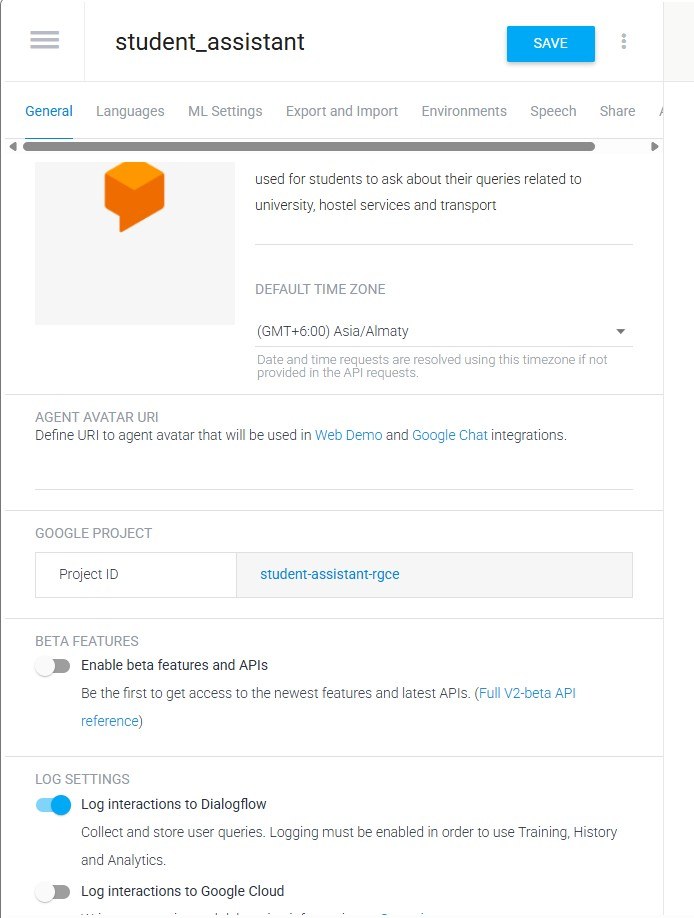 student_assistant
SAVE
General Languages ML Settings Export and Import Environments Speech Share
used for students to ask about their queries related to
university, hostel services and transport
DEFAULT TIME ZONE
(GMT+6:00) Asia/Almaty
Date and time requests are resolved using this timezone if not
provided in the API requests.
AGENT AVATAR URI
Define URI to agent avatar that will be used in Web Demo and Google Chat integrations.
GOOGLE PROJECT
Project ID student-assistant-rgce
BETA FEATURES
Enable beta features and APIs
Be the first to get access to the newest features and latest APIs. (Full V2-beta API
reference)
LOG SETTINGS
Log interactions to Dialogflow
Collect and store user queries. Logging must be enabled in order to use Training, History
and Analytics.
Log interactions to Google Cloud